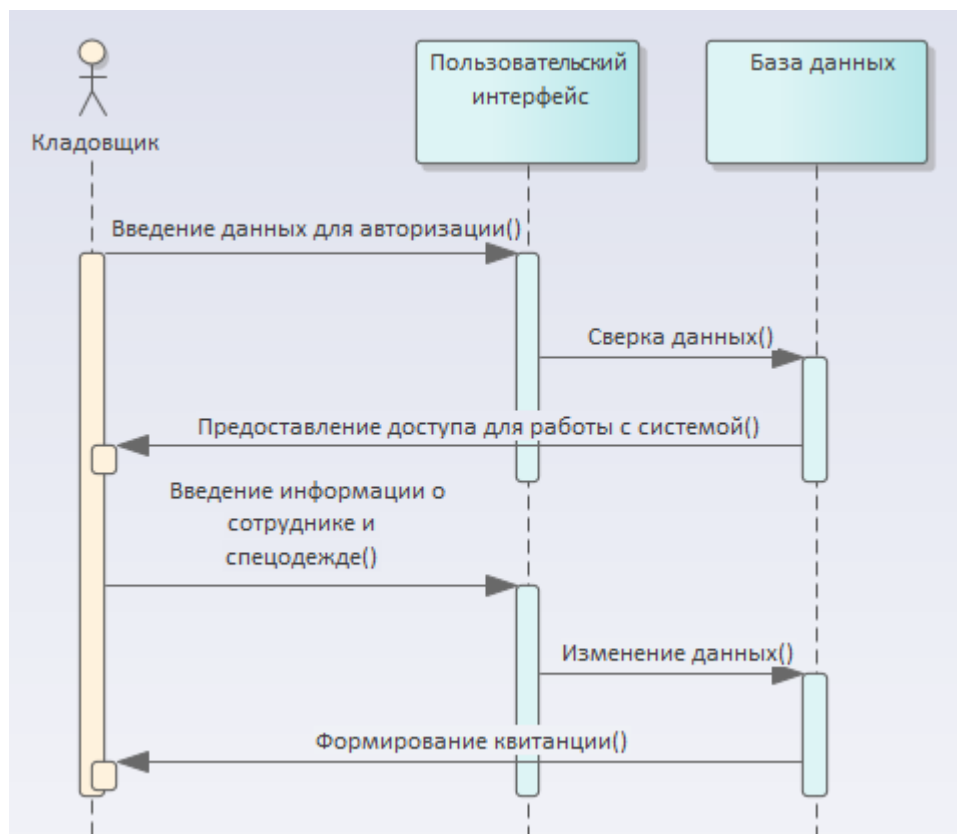 Кладовщик
Пользовательский
интерфейс
База данных
Введение данных для авторизации()
Сверка данных()
Предоставление доступа для работы с системой()
Введение информации о
сотруднике и
спецодежде()
Изменение данных()
Формирование квитанции()